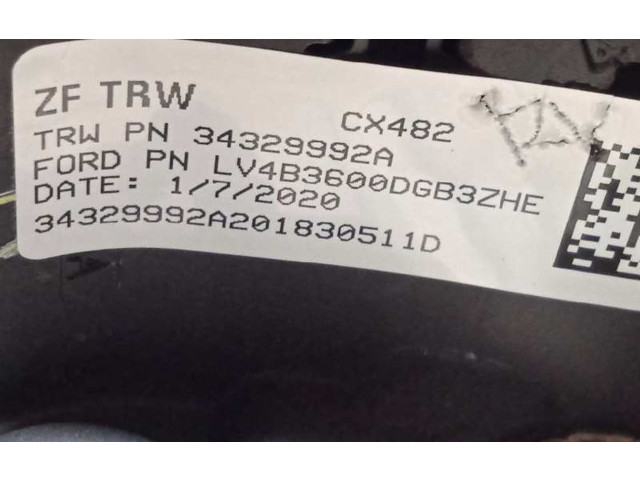 ZF TRW CX482
TRW PN 34329992A
FORD PN LV4B3600DGB3ZHE
DATE: 1/7/2020
34329992A201830511D